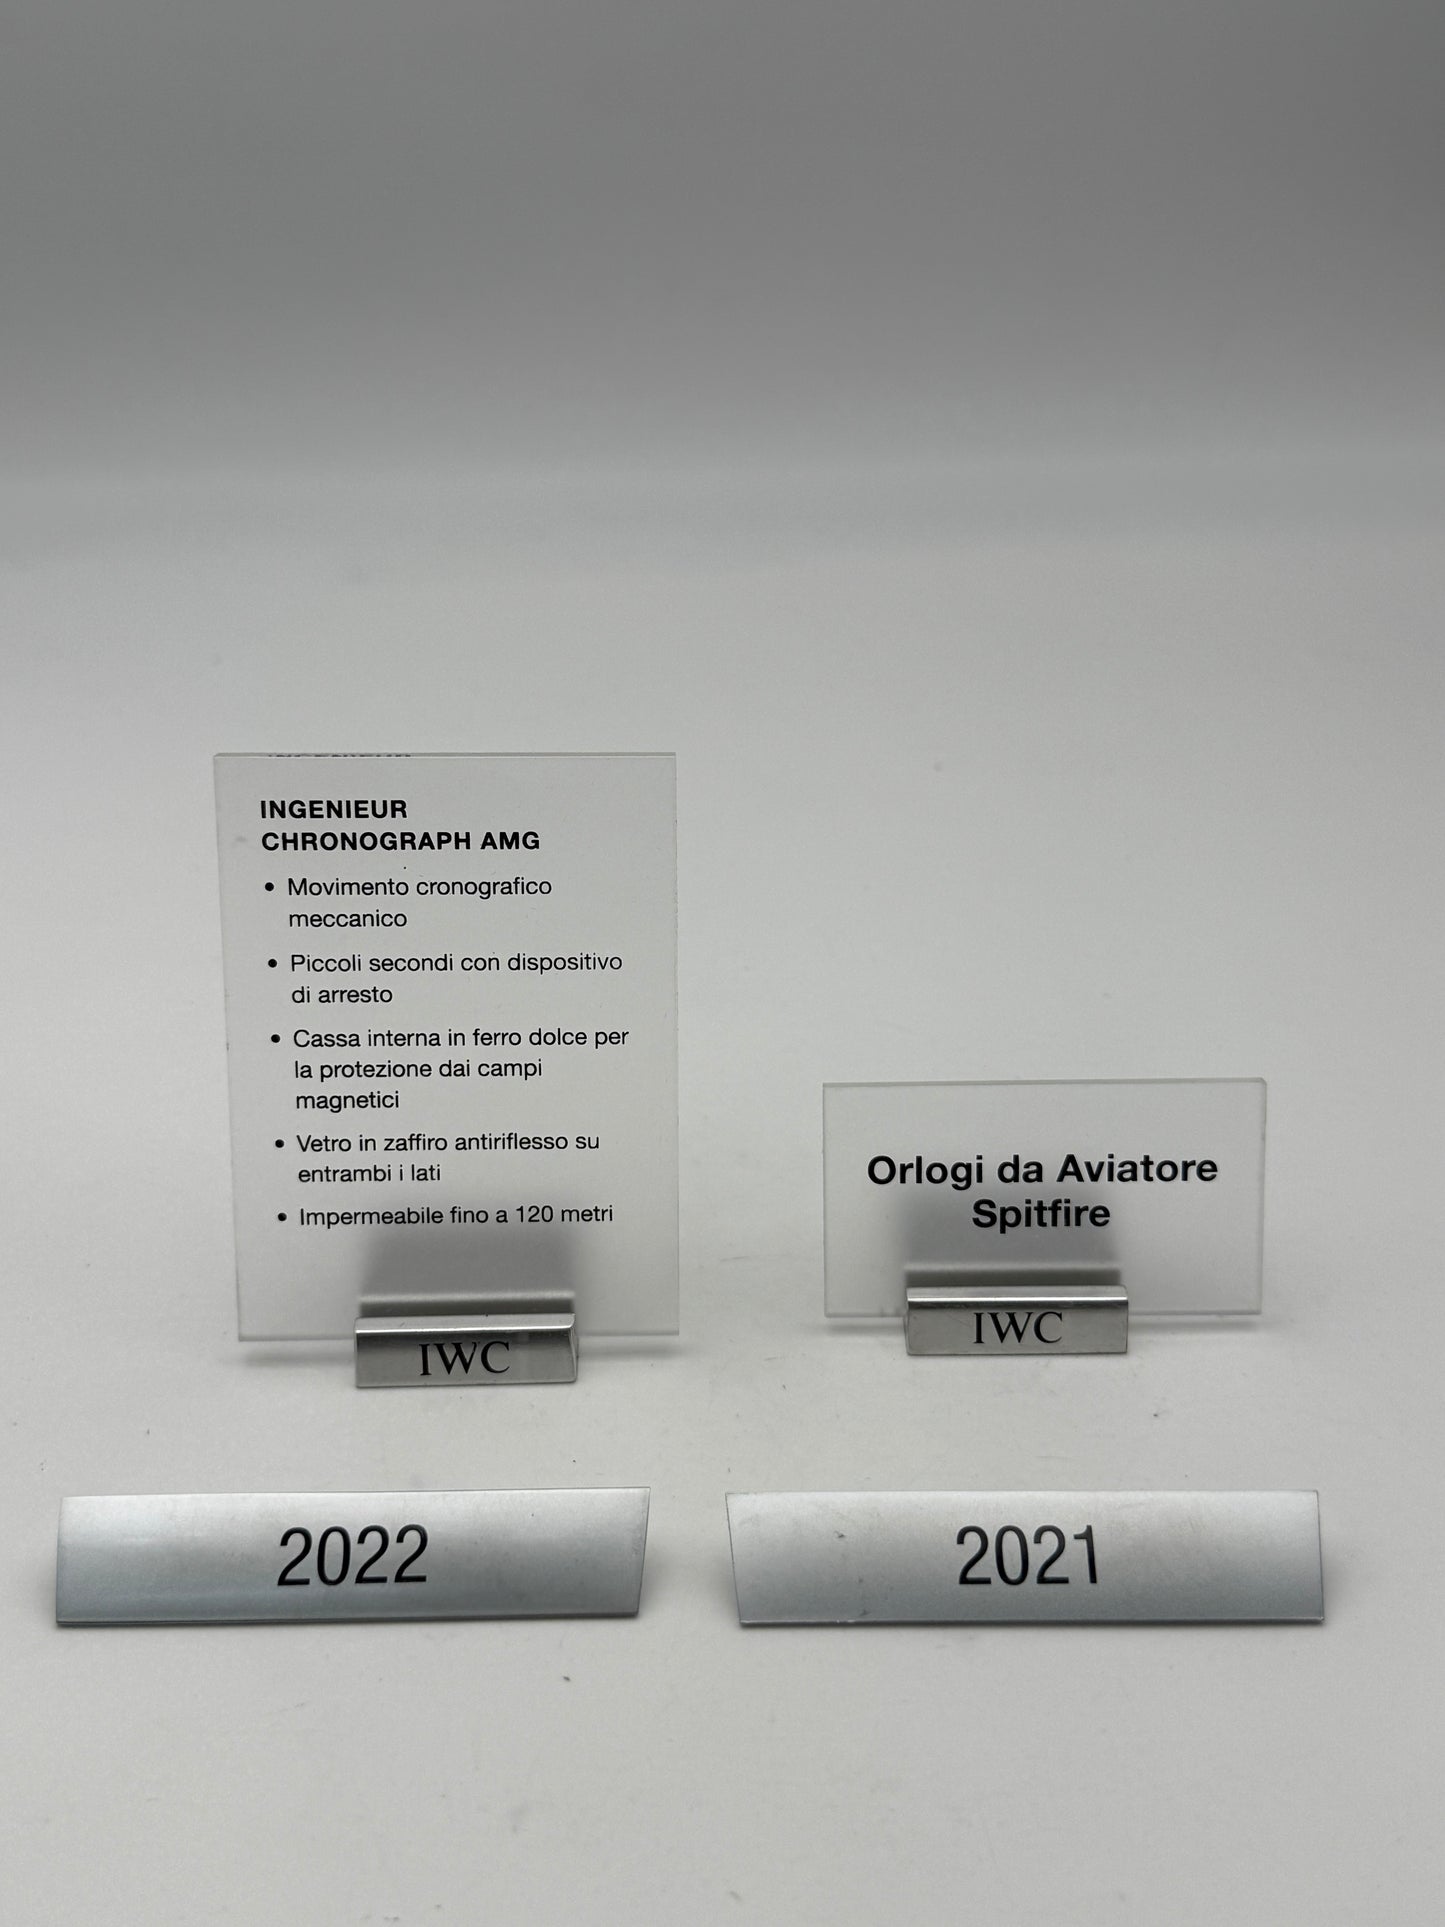 INGENIEUR
CHRONOGRAPH AMG
• Movimento cronografico
meccanico
• Piccoli secondi con dispositivo
di arresto
• Cassa interna in ferro dolce per
la protezione dai campi
magnetici
• Vetro in zaffiro antiriflesso su
entrambi i lati
• Impermeabile fino a 120 metri
IWC
Orlogi da Aviatore
Spitfire
IWC
2022
2021